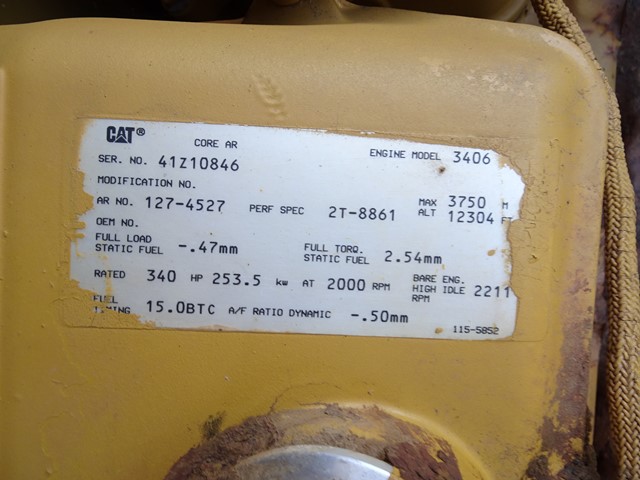 CAT®
CORE AR
ENGINE MODEL 3406
SER. NO. 41Z10846
MODIFICATION NO.
AR NO. 127-4527 PERF SPEC 2T-8861 MAX ALT 3750 M 12304 FT
OEM NO.
FULL LOAD STATIC FUEL -.47mm FULL TORQ. STATIC FUEL 2.54mm
RATED 340 HP 253.5 kw AT 2000 RPM BARE ENG. HIGH IDLE RPM 2211
FUEL TIMING 15.0BTC A/F RATIO DYNAMIC -.50mm
115-5852